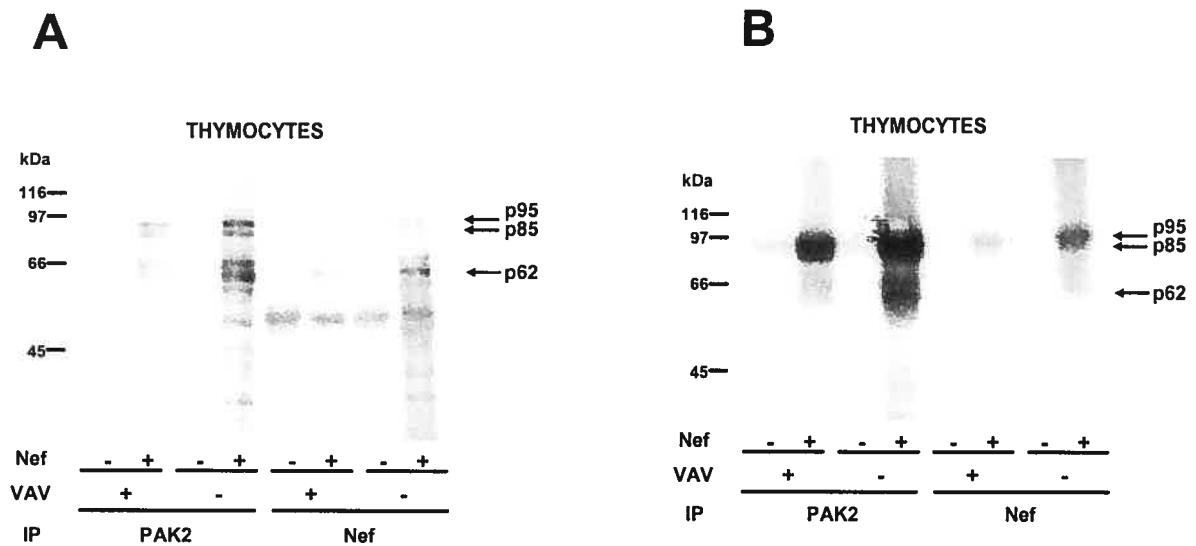 A
THYMOCYTES
kDa
116
97
66
45
p95
p85
p62
Nef - + - + - + - +
VAV + - + -
IP PAK2 Nef
B
THYMOCYTES
kDa
116
97
66
45
p95
p85
p62
Nef - + - + - + - +
VAV + - + -
IP PAK2 Nef